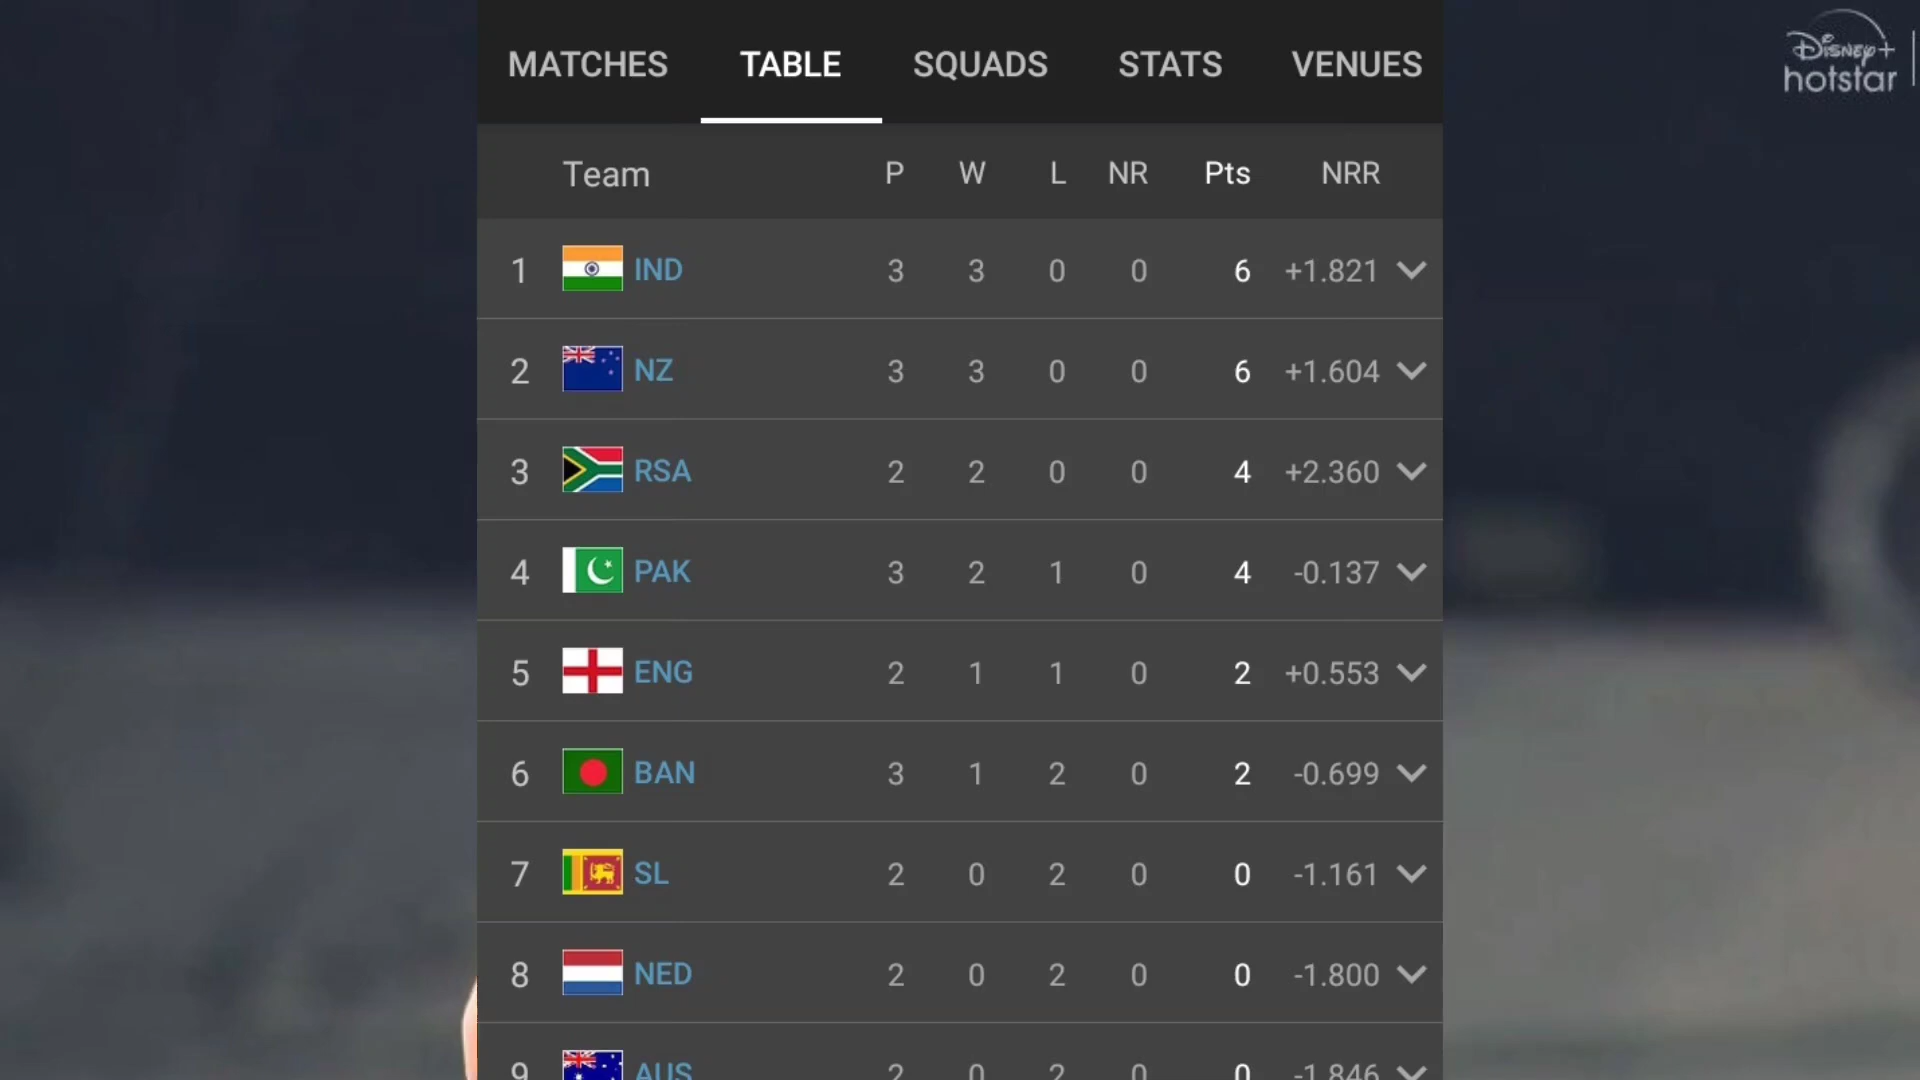 MATCHES TABLE SQUADS STATS VENUES
Disney+
hotstar
Team P W L NR Pts NRR
1 IND 3 3 0 0 6 +1.821
2 NZ 3 3 0 0 6 +1.604
3 RSA 2 2 0 0 4 +2.360
4 PAK 3 2 1 0 4 -0.137
5 ENG 2 1 1 0 2 +0.553
6 BAN 3 1 2 0 2 -0.699
7 SL 2 0 2 0 0 -1.161
8 NED 2 0 2 0 0 -1.800
9 AUS 2 0 2 0 0 -1.846